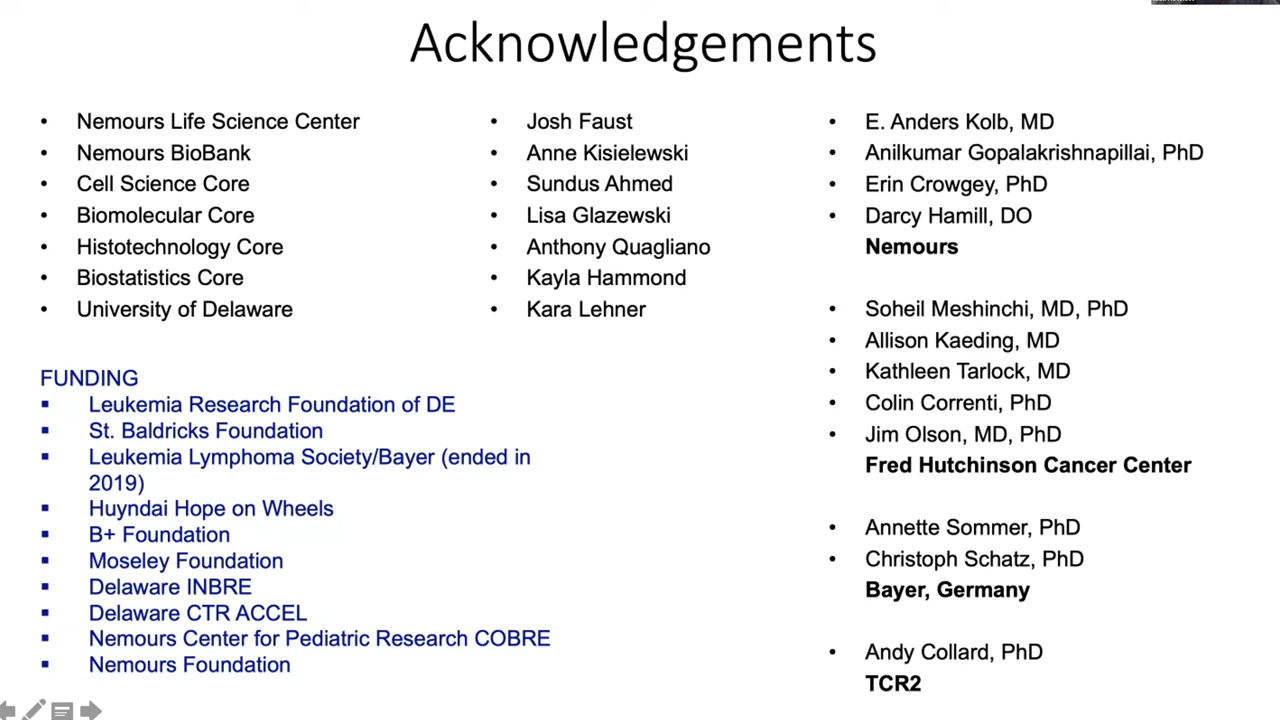 Acknowledgements
• Nemours Life Science Center
• Nemours BioBank
• Cell Science Core
• Biomolecular Core
• Histotechnology Core
• Biostatistics Core
• University of Delaware
FUNDING
▪ Leukemia Research Foundation of DE
▪ St. Baldricks Foundation
▪ Leukemia Lymphoma Society/Bayer (ended in
2019)
▪ Huyndai Hope on Wheels
▪ B+ Foundation
▪ Moseley Foundation
▪ Delaware INBRE
▪ Delaware CTR ACCEL
▪ Nemours Center for Pediatric Research COBRE
▪ Nemours Foundation
• Josh Faust
• Anne Kisielewski
• Sundus Ahmed
• Lisa Glazewski
• Anthony Quagliano
• Kayla Hammond
• Kara Lehner
• E. Anders Kolb, MD
• Anilkumar Gopalakrishnapillai, PhD
• Erin Crowgey, PhD
• Darcy Hamill, DO
Nemours
• Soheil Meshinchi, MD, PhD
• Allison Kaeding, MD
• Kathleen Tarlock, MD
• Colin Correnti, PhD
• Jim Olson, MD, PhD
Fred Hutchinson Cancer Center
• Annette Sommer, PhD
• Christoph Schatz, PhD
Bayer, Germany
• Andy Collard, PhD
TCR2